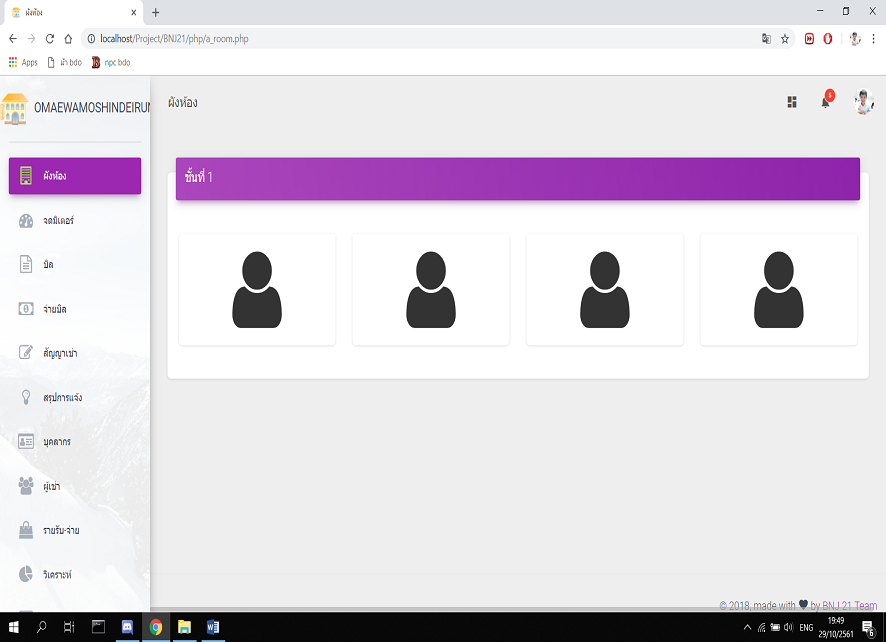 ผังห้อง
localhost/Project/BNJ21/php/a_room.php
Apps
ม้า bdo
npc bdo
OMAEWAMOSHINDEIRUN
ผังห้อง
5
ผังห้อง
ชั้นที่ 1
จดมิเตอร์
บิล
จ่ายบิล
สัญญาเช่า
สรุปการแจ้ง
บุคลากร
ผู้เช่า
รายรับ-จ่าย
วิเคราะห์
© 2018, made with by BNJ 21 Team
ENG
19:49
29/10/2561
6